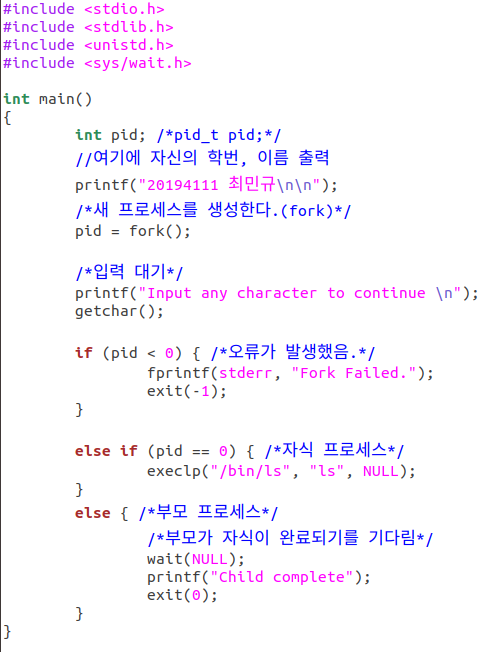 #include <stdio.h>
#include <stdlib.h>
#include <unistd.h>
#include <sys/wait.h>

int main()
{
        int pid; /*pid_t pid;*/
        //여기에 자신의 학번, 이름 출력
        printf("20194111 최민규\n\n");
        /*새 프로세스를 생성한다.(fork)*/
        pid = fork();

        /*입력 대기*/
        printf("Input any character to continue \n");
        getchar();

        if (pid < 0) { /*오류가 발생했음.*/
                fprintf(stderr, "Fork Failed.");
                exit(-1);
        }

        else if (pid == 0) { /*자식 프로세스*/
                execlp("/bin/ls", "ls", NULL);
        }
        else { /*부모 프로세스*/
                /*부모가 자식이 완료되기를 기다림*/
                wait(NULL);
                printf("Child complete");
                exit(0);
        }
}